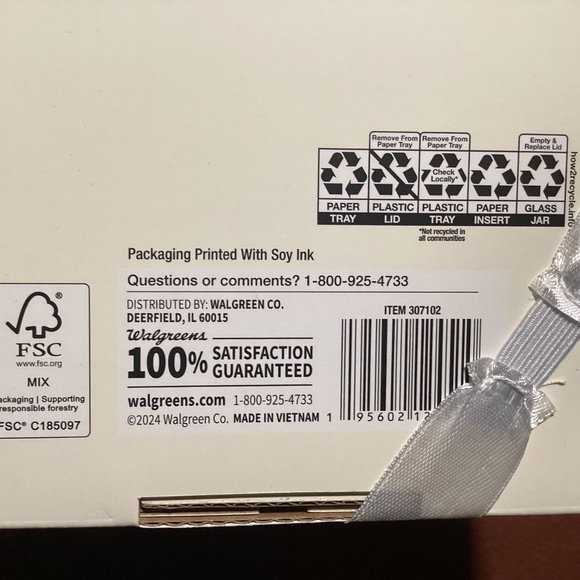 Remove From Remove From Empty &
Paper Tray Paper Tray Replace Lid
Check
Locally*
PAPER PLASTIC PLASTIC PAPER GLASS
TRAY LID TRAY INSERT JAR
*Not recycled in
all communities
how2recycle.info
Packaging Printed With Soy Ink
Questions or comments? 1-800-925-4733
DISTRIBUTED BY: WALGREEN CO.
DEERFIELD, IL 60015
ITEM 307102
Walgreens
100% SATISFACTION
GUARANTEED
walgreens.com 1-800-925-4733
©2024 Walgreen Co. MADE IN VIETNAM
1 95602 12
®
FSC
www.fsc.org
MIX
ackaging | Supporting
responsible forestry
FSC® C185097